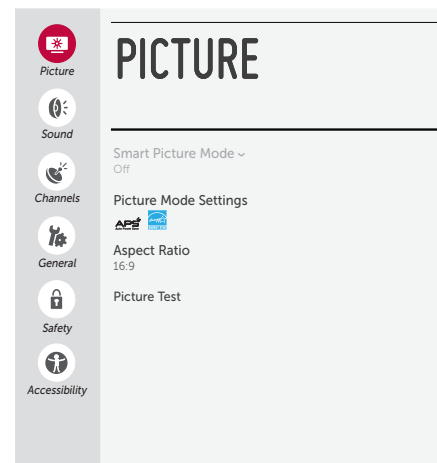 Picture
Sound
Channels
General
Safety
Accessibility
PICTURE
Smart Picture Mode
Off
Picture Mode Settings
APS
Aspect Ratio
16:9
Picture Test